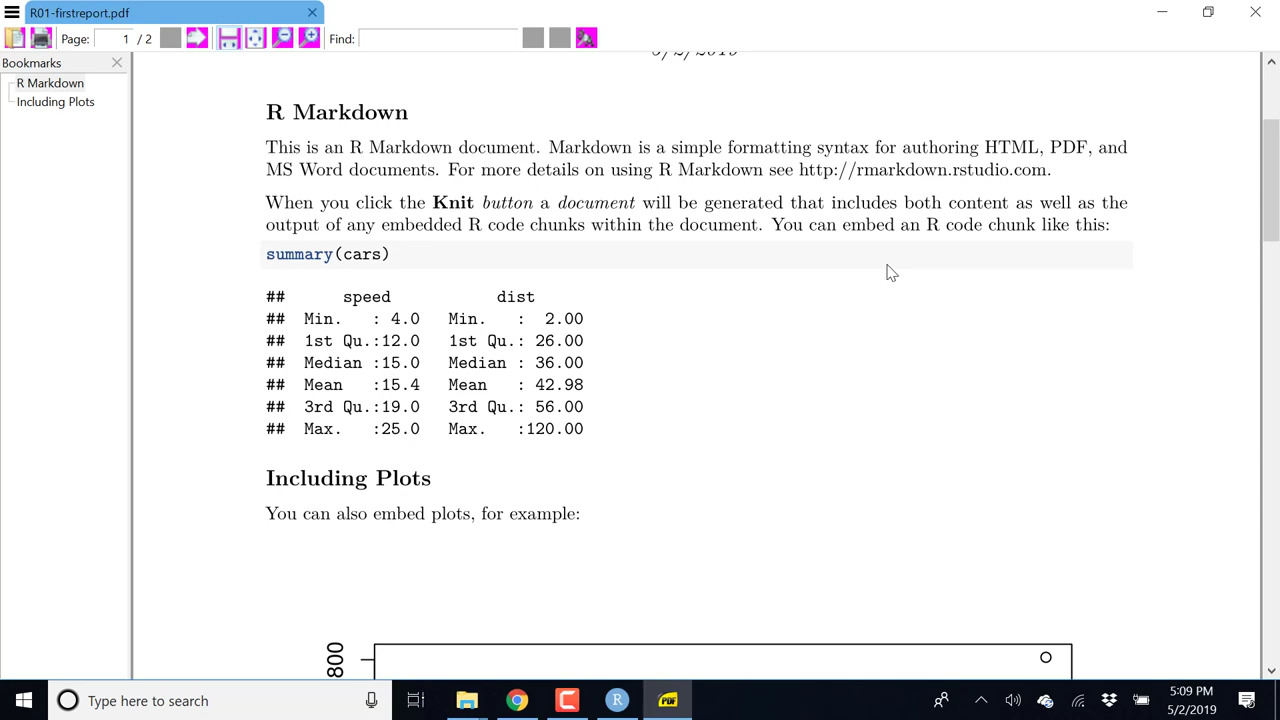 R01-firstreport.pdf
Page: 1 / 2 Find:
Bookmarks
R Markdown
Including Plots
5/2/2019
R Markdown
This is an R Markdown document. Markdown is a simple formatting syntax for authoring HTML, PDF, and
MS Word documents. For more details on using R Markdown see http://rmarkdown.rstudio.com.
When you click the Knit button a document will be generated that includes both content as well as the
output of any embedded R code chunks within the document. You can embed an R code chunk like this:
summary(cars)
## speed dist
## Min. : 4.0 Min. : 2.00
## 1st Qu.:12.0 1st Qu.: 26.00
## Median :15.0 Median : 36.00
## Mean :15.4 Mean : 42.98
## 3rd Qu.:19.0 3rd Qu.: 56.00
## Max. :25.0 Max. :120.00
Including Plots
You can also embed plots, for example:
800
Type here to search
R
PDF
5:09 PM
5/2/2019